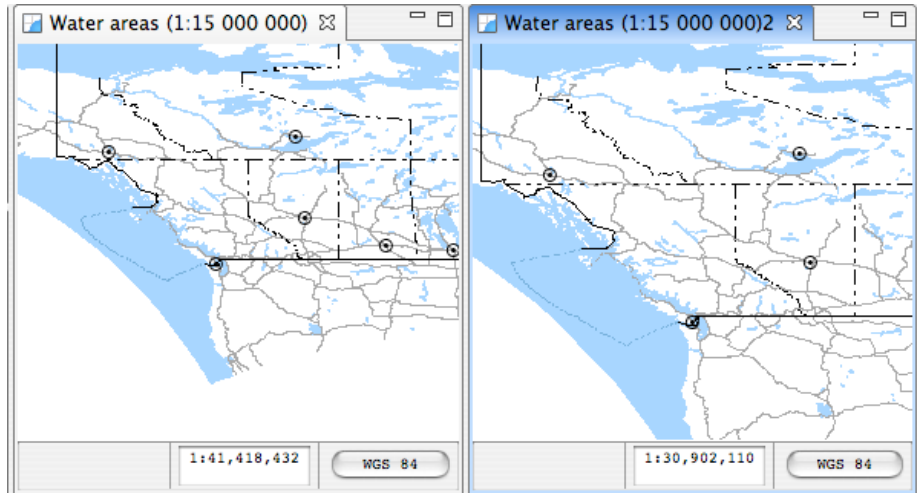 Water areas (1:15 000 000)
Water areas (1:15 000 000)2
1:41,418,432
WGS 84
1:30,902,110
WGS 84